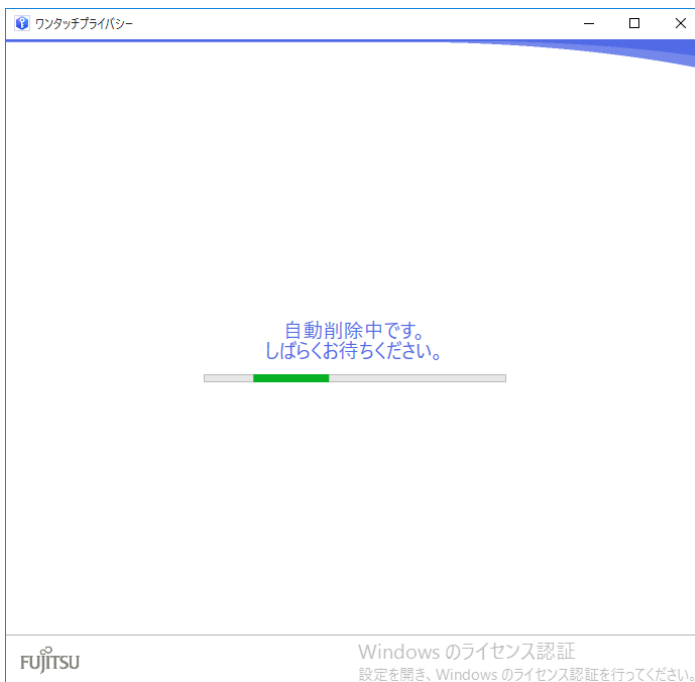 ワンタッチプライバシー
自動削除中です。
しばらくお待ちください。
FUJITSU
Windows のライセンス認証
設定を開き、Windows のライセンス認証を行ってください。